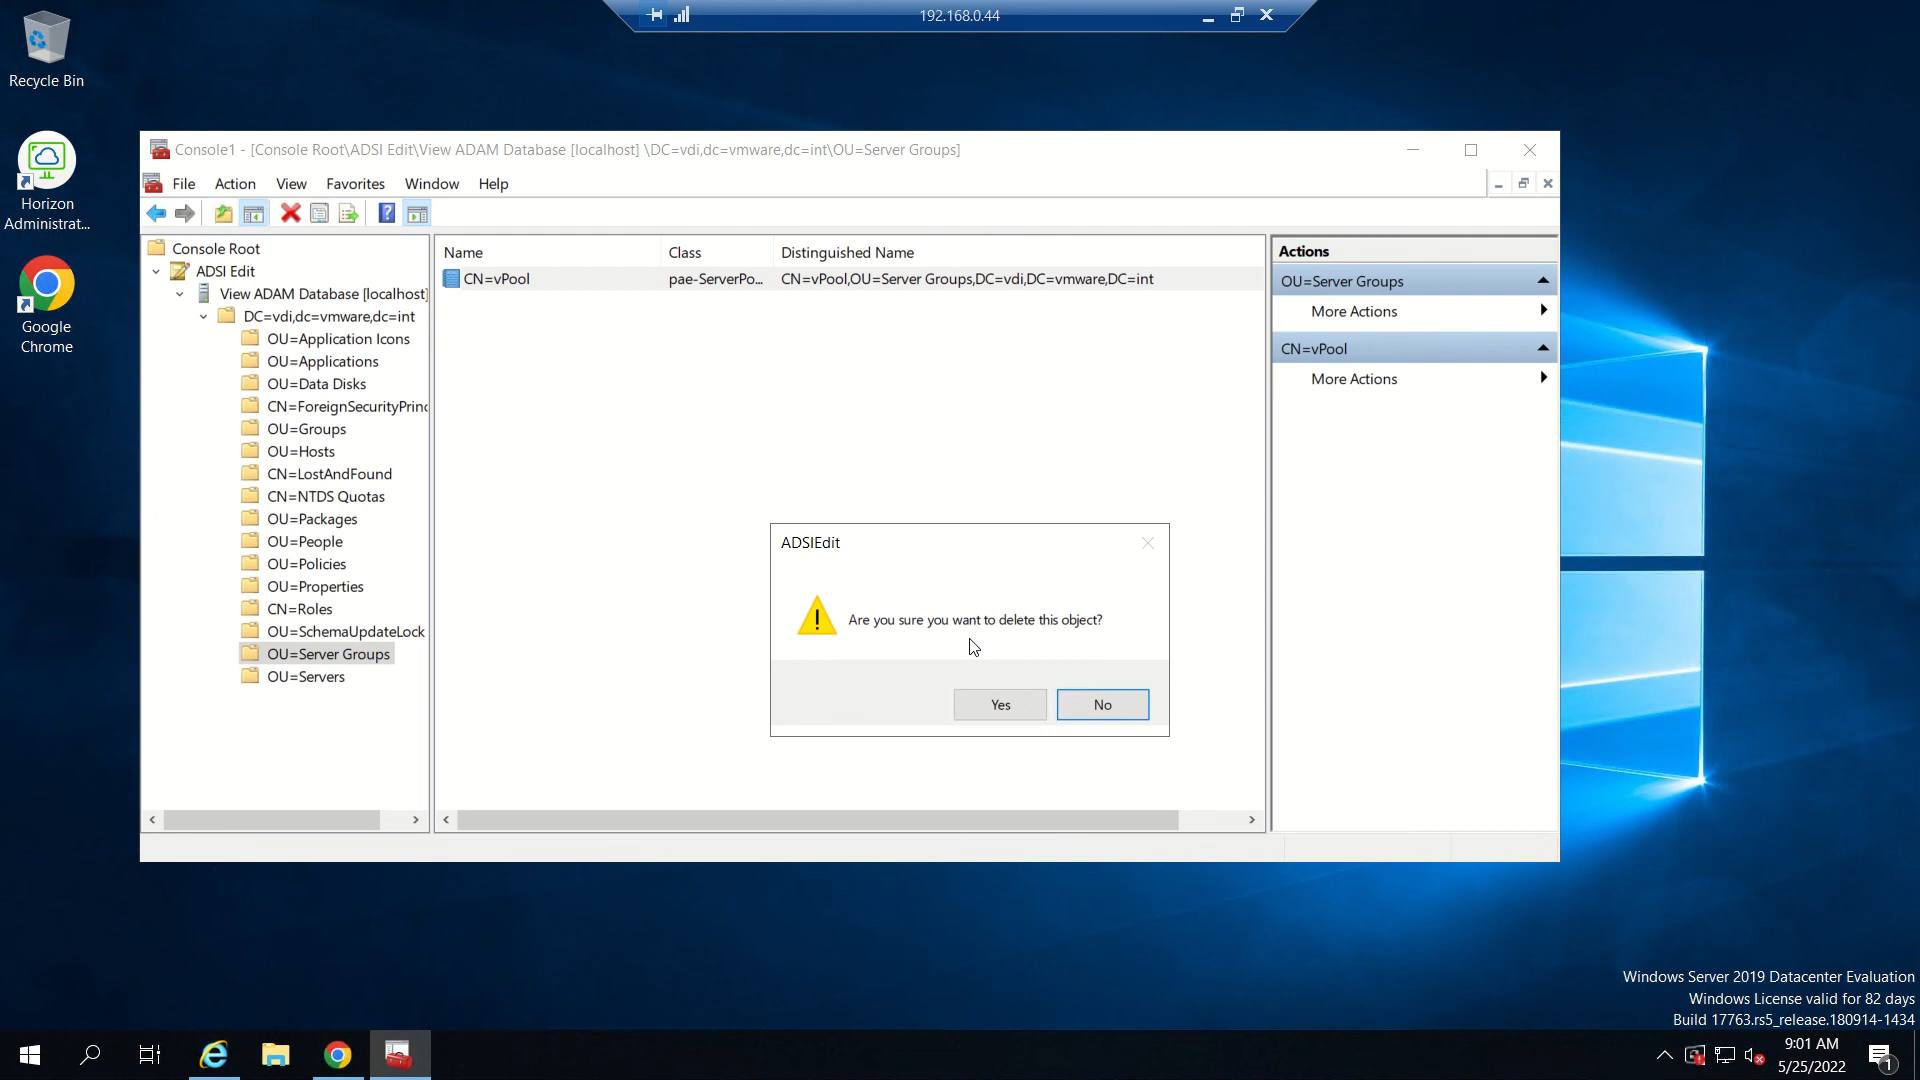 192.168.0.44
Recycle Bin
Horizon
Administrat...
Google
Chrome
Console1 - [Console Root\ADSI Edit\View ADAM Database [localhost] \DC=vdi,dc=vmware,dc=int\OU=Server Groups]
File Action View Favorites Window Help
Console Root
ADSI Edit
View ADAM Database [localhost]
DC=vdi,dc=vmware,dc=int
OU=Application Icons
OU=Applications
OU=Data Disks
CN=ForeignSecurityPrinc
OU=Groups
OU=Hosts
CN=LostAndFound
CN=NTDS Quotas
OU=Packages
OU=People
OU=Policies
OU=Properties
CN=Roles
OU=SchemaUpdateLock
OU=Server Groups
OU=Servers
Name Class Distinguished Name
CN=vPool pae-ServerPo... CN=vPool,OU=Server Groups,DC=vdi,DC=vmware,DC=int
Actions
OU=Server Groups
More Actions
CN=vPool
More Actions
ADSIEdit
Are you sure you want to delete this object?
Yes No
Windows Server 2019 Datacenter Evaluation
Windows License valid for 82 days
Build 17763.rs5_release.180914-1434
9:01 AM
5/25/2022
1